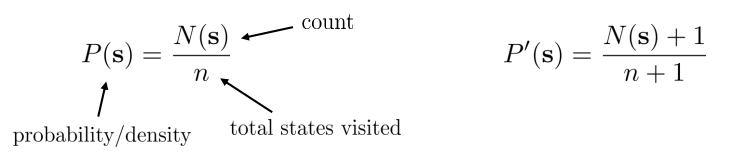 count
P(s) = N(s) / n
P′(s) = N(s) + 1 / n + 1
probability/density
total states visited